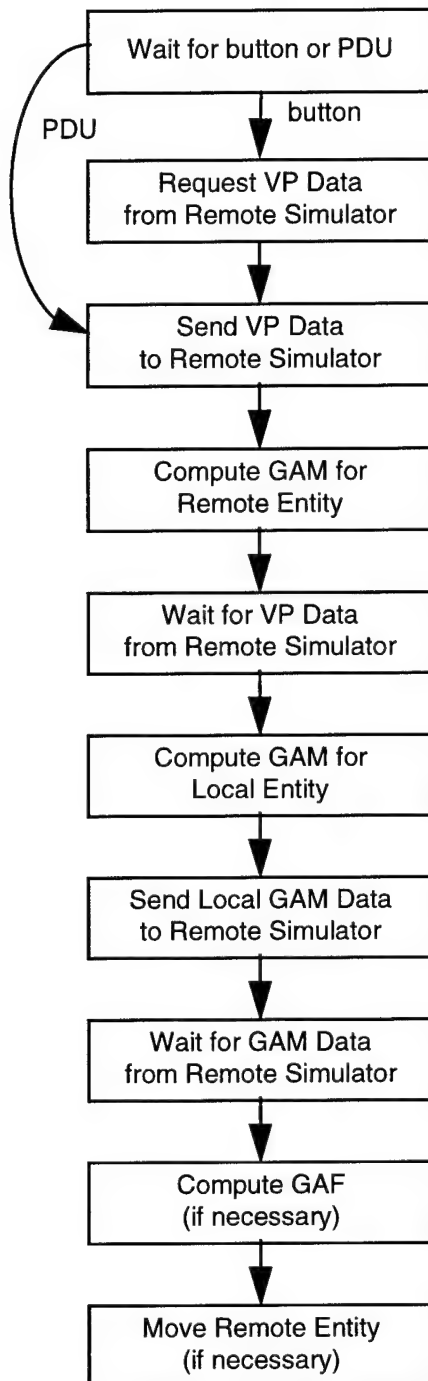 Wait for button or PDU
PDU
button
Request VP Data
from Remote Simulator
Send VP Data
to Remote Simulator
Compute GAM for
Remote Entity
Wait for VP Data
from Remote Simulator
Compute GAM for
Local Entity
Send Local GAM Data
to Remote Simulator
Wait for GAM Data
from Remote Simulator
Compute GAF
(if necessary)
Move Remote Entity
(if necessary)